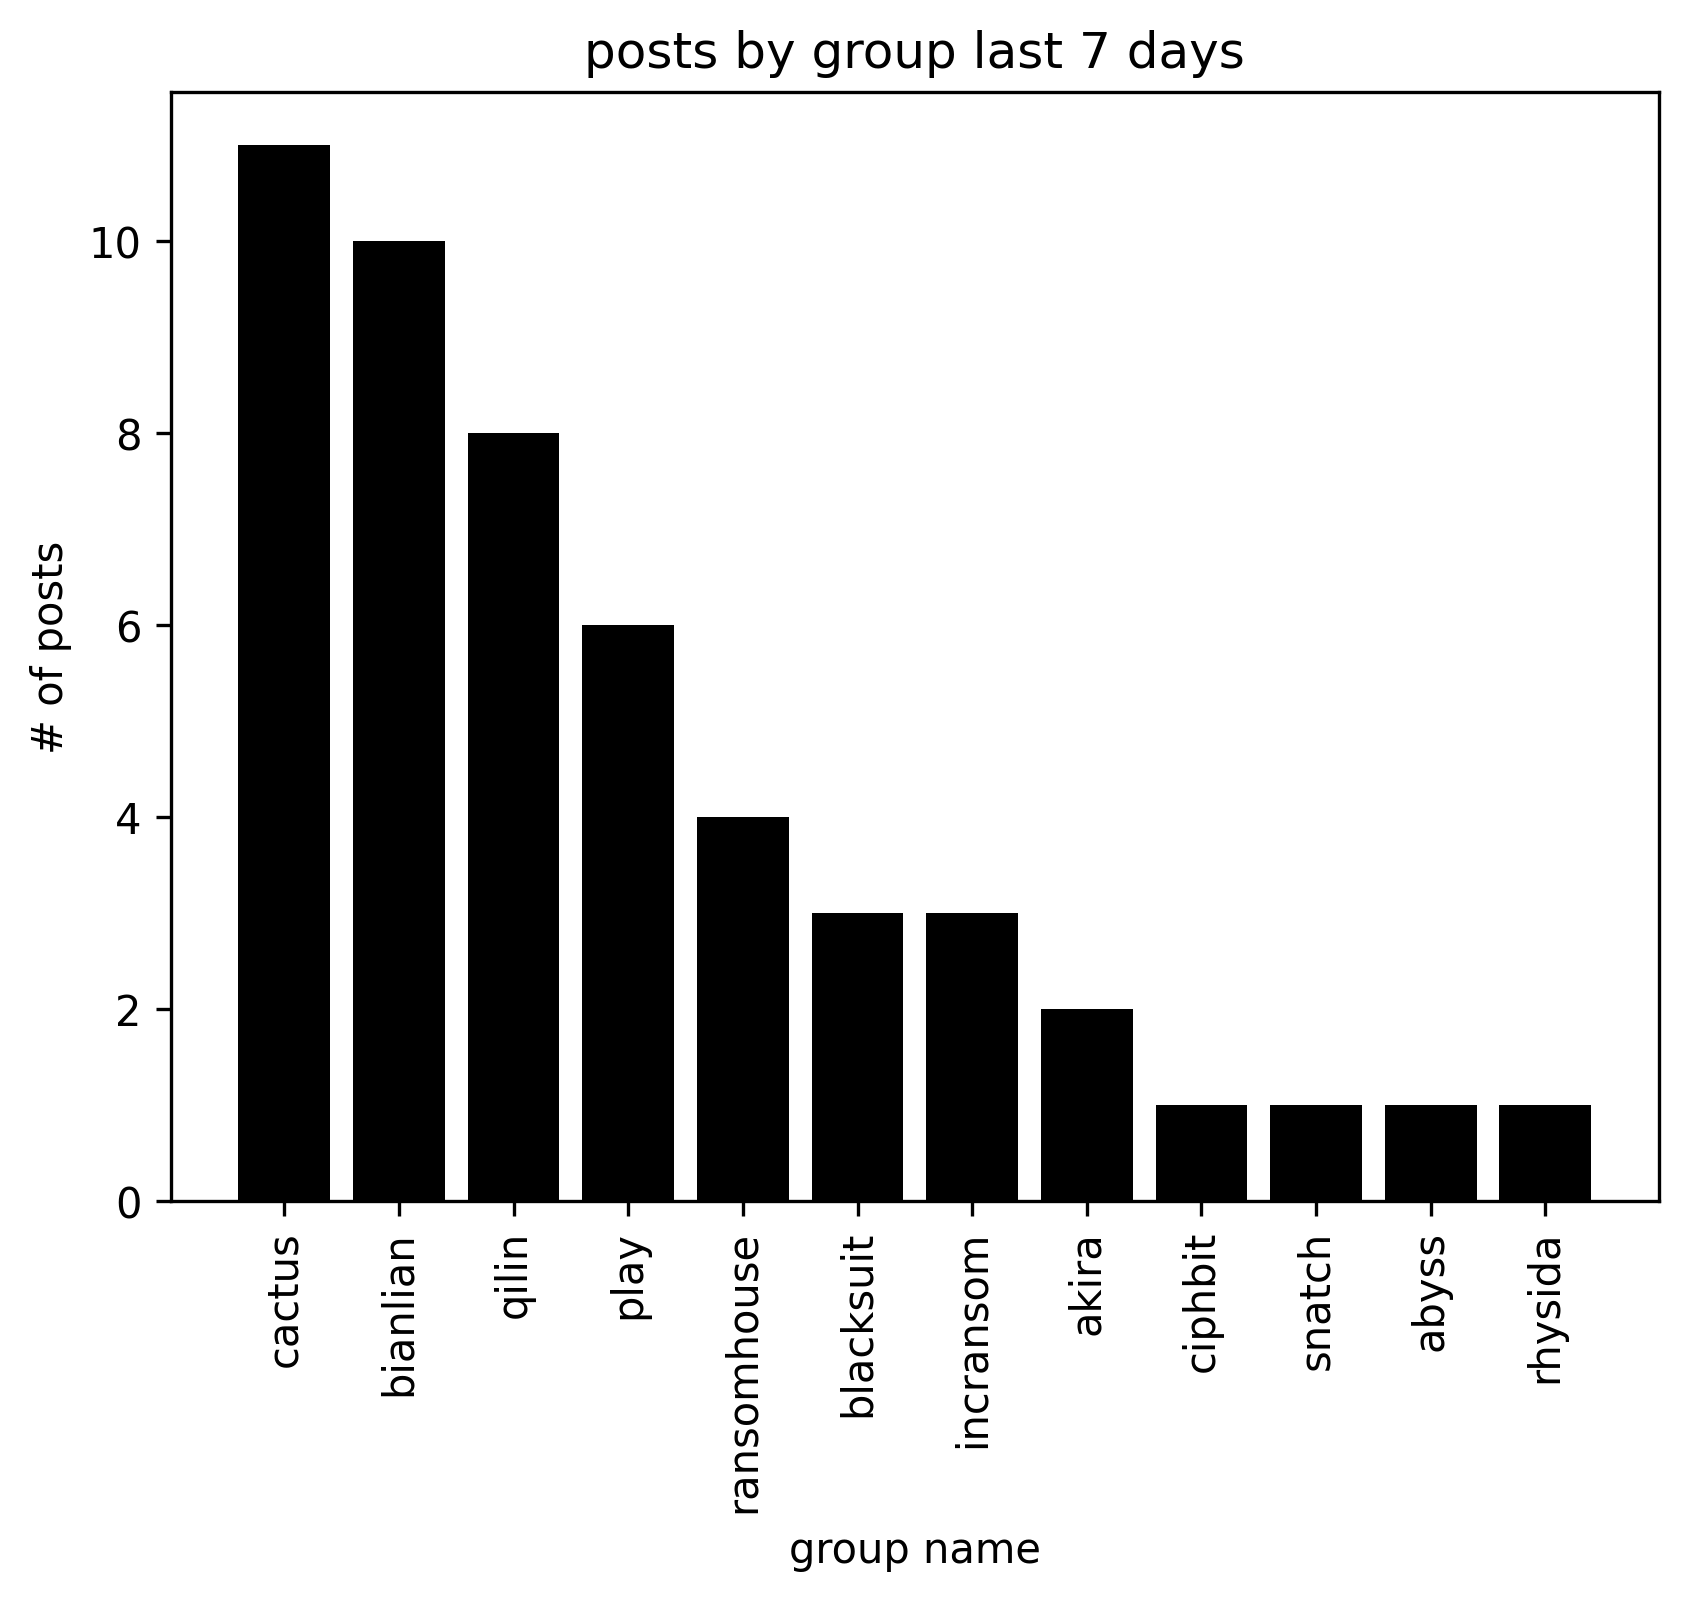 posts by group last 7 days
# of posts
10
8
6
4
2
0
cactus
bianlian
qilin
play
ransomhouse
blacksuit
incransom
akira
ciphbit
snatch
abyss
rhysida
group name